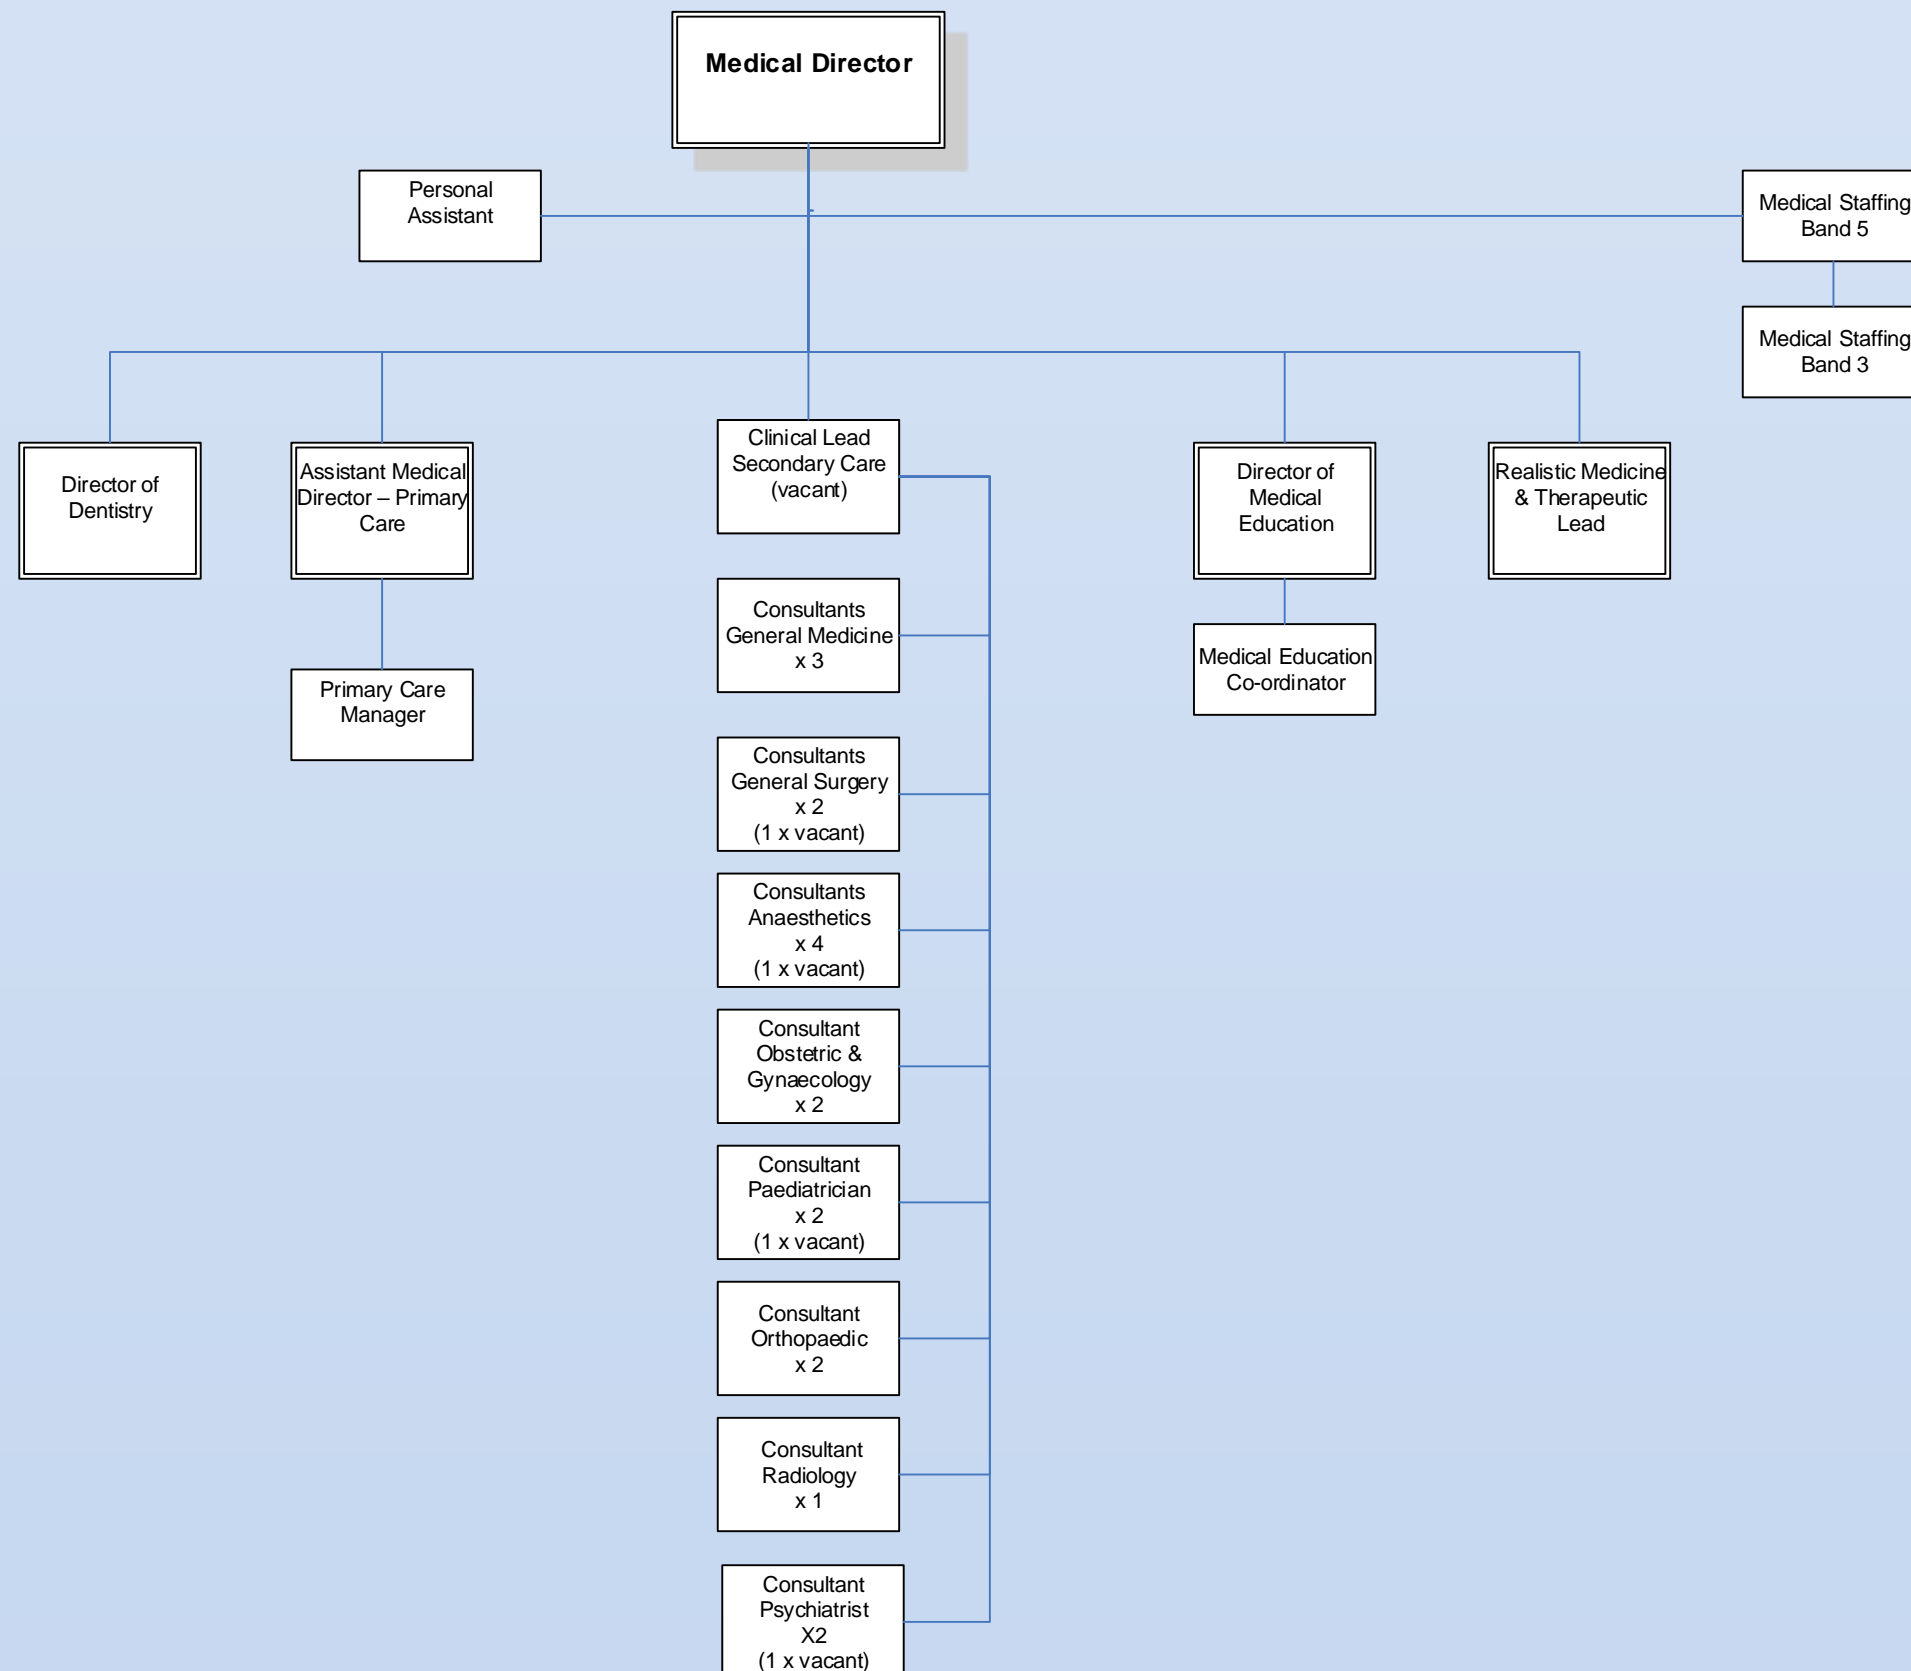 Medical Director
Personal
Assistant
Medical Staffing
Band 5
Medical Staffing
Band 3
Director of
Dentistry
Assistant Medical
Director – Primary
Care
Primary Care
Manager
Clinical Lead
Secondary Care
(vacant)
Consultants
General Medicine
x 3
Consultants
General Surgery
x 2
(1 x vacant)
Consultants
Anaesthetics
x 4
(1 x vacant)
Consultant
Obstetric &
Gynaecology
x 2
Consultant
Paediatrician
x 2
(1 x vacant)
Consultant
Orthopaedic
x 2
Consultant
Radiology
x 1
Consultant
Psychiatrist
X2
(1 x vacant)
Director of
Medical
Education
Medical Education
Co-ordinator
Realistic Medicine
& Therapeutic
Lead